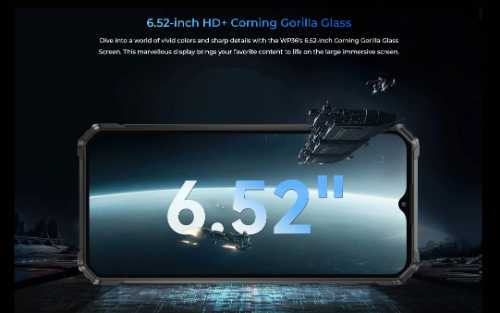 6.52-inch HD+ Corning Gorilla Glass
Dive into a world of vivid colors and sharp details with the WP36's 6.52-inch Corning Gorilla Glass
Screen. This marvellous display brings your favorite content to life on the large immersive screen.
6.52"